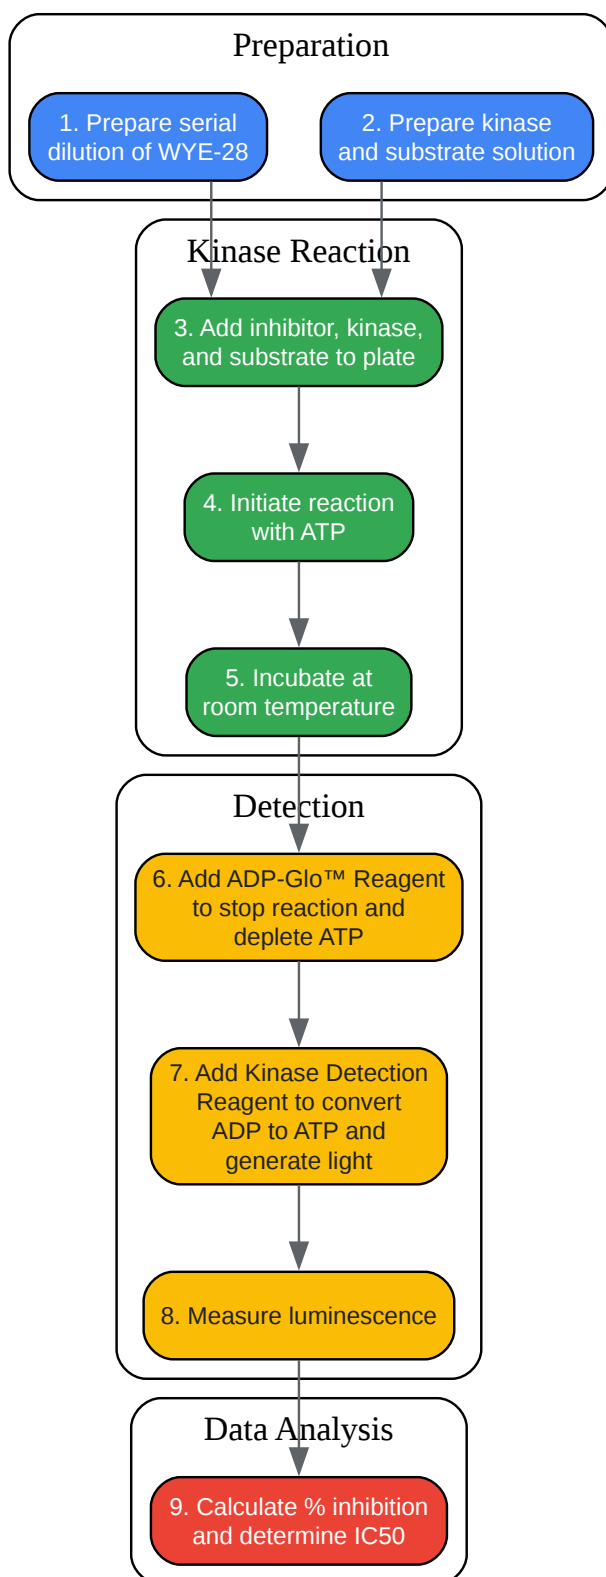 Preparation
1. Prepare serial
dilution of WYE-28
2. Prepare kinase
and substrate solution
Kinase Reaction
3. Add inhibitor, kinase,
and substrate to plate
4. Initiate reaction
with ATP
5. Incubate at
room temperature
Detection
6. Add ADP-Glo™ Reagent
to stop reaction and
deplete ATP
7. Add Kinase Detection
Reagent to convert
ADP to ATP and
generate light
8. Measure luminescence
Data Analysis
9. Calculate % inhibition
and determine IC50